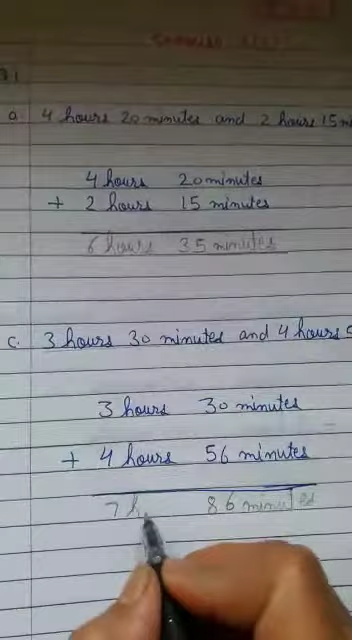 a. 4 hours 20 minutes and 2 hours 15
4 hours 20 minutes
+ 2 hours 15 minutes
6 hours 35 minutes
c. 3 hours 30 minutes and 4 hours
3 hours 30 minutes
+ 4 hours 56 minutes
7 h 86 minutes